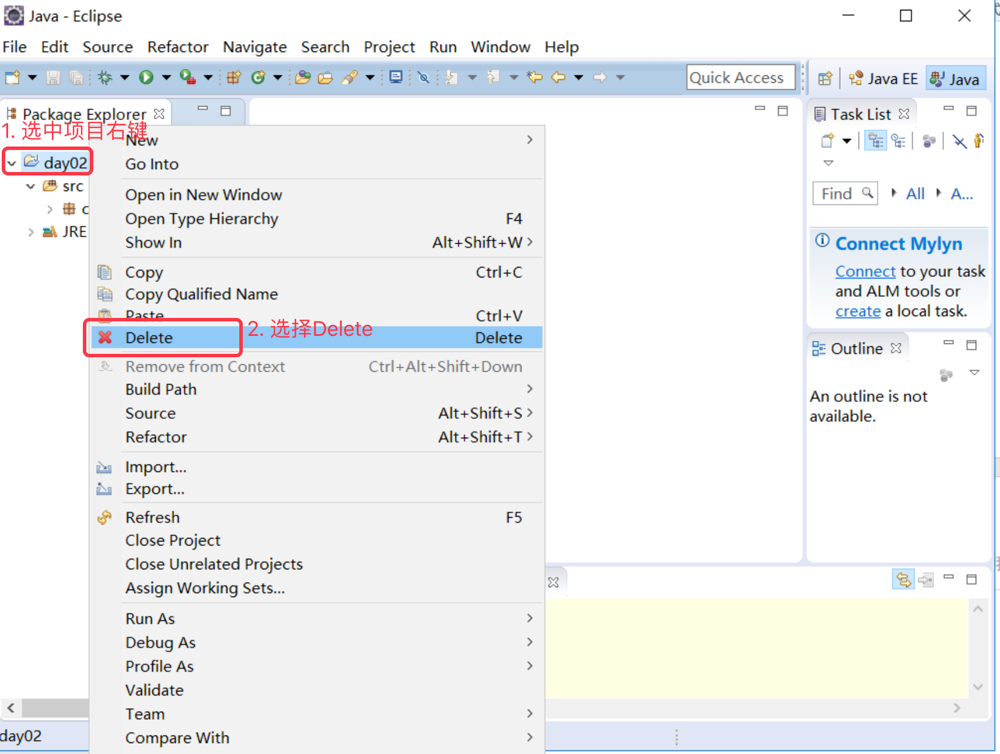 Java - Eclipse
File Edit Source Refactor Navigate Search Project Run Window Help
Quick Access
Java EE
Java
Package Explorer
1. 选中项目右键
day02
src
JRE
New
Go Into
Open in New Window
Open Type Hierarchy F4
Show In Alt+Shift+W
Copy Ctrl+C
Copy Qualified Name
Paste Ctrl+V
Delete Delete
2. 选择Delete
Remove from Context Ctrl+Alt+Shift+Down
Build Path
Source Alt+Shift+S
Refactor Alt+Shift+T
Import...
Export...
Refresh F5
Close Project
Close Unrelated Projects
Assign Working Sets...
Run As
Debug As
Profile As
Validate
Team
Compare With
Task List
Find All A...
Connect Mylyn
Connect to your task
and ALM tools or
create a local task.
Outline
An outline is not
available.
day02